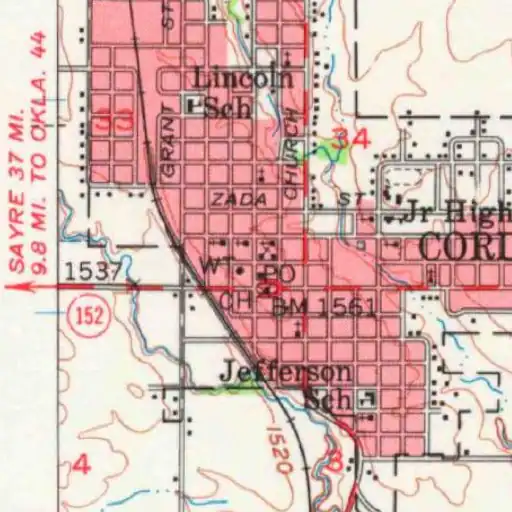 SAYRE 37 MI.
9.8 MI. TO OKLA. 44
ST
Lincoln
Sch
33
GRANT
CHURCH
34
ZADA
ST
Jr High
CORD
1537
WT
PO
CH
BM 1561
152
Jefferson
Sch
4
1520